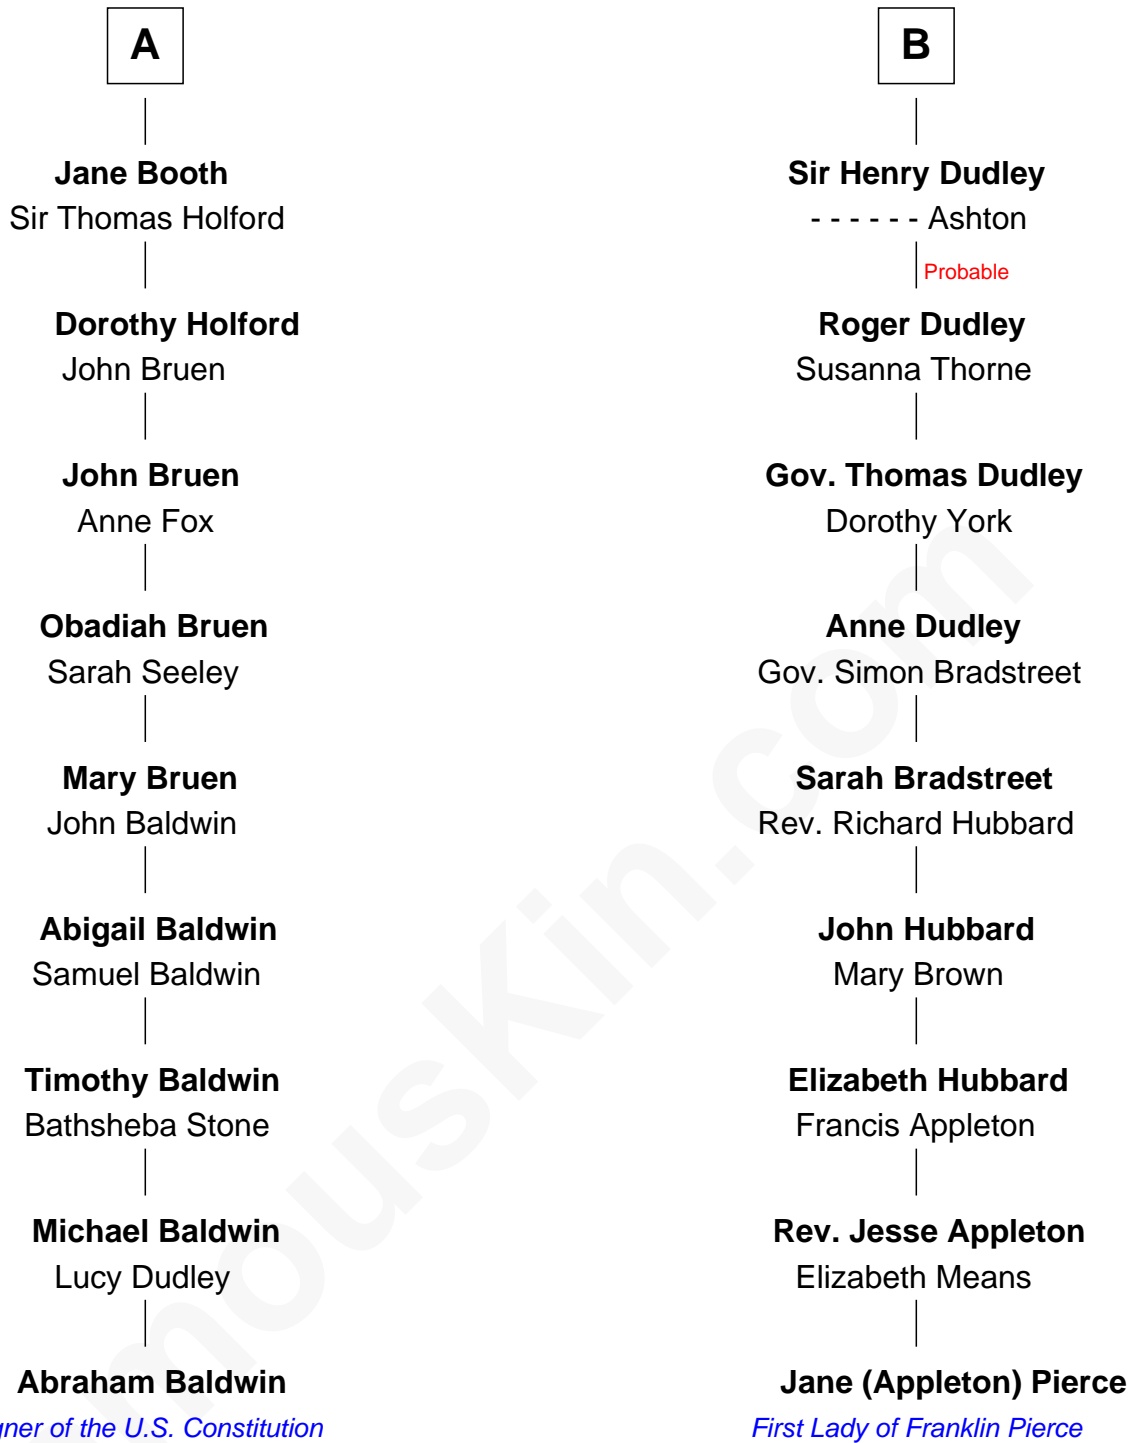 A
Jane Booth
Sir Thomas Holford
Dorothy Holford
John Bruen
John Bruen
Anne Fox
Obadiah Bruen
Sarah Seeley
Mary Bruen
John Baldwin
Abigail Baldwin
Samuel Baldwin
Timothy Baldwin
Bathsheba Stone
Michael Baldwin
Lucy Dudley
Abraham Baldwin
gner of the U.S. Constitution
B
Sir Henry Dudley
- - - - - - Ashton
Probable
Roger Dudley
Susanna Thorne
Gov. Thomas Dudley
Dorothy York
Anne Dudley
Gov. Simon Bradstreet
Sarah Bradstreet
Rev. Richard Hubbard
John Hubbard
Mary Brown
Elizabeth Hubbard
Francis Appleton
Rev. Jesse Appleton
Elizabeth Means
Jane (Appleton) Pierce
First Lady of Franklin Pierce
mousKin.com